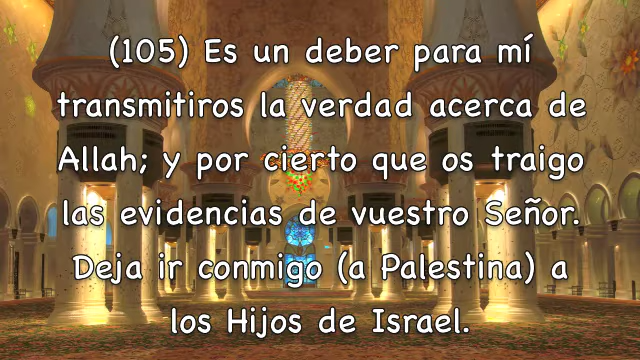 (105) Es un deber para mí
transmitiros la verdad acerca de
Allah; y por cierto que os traigo
las evidencias de vuestro Señor.
Deja ir conmigo (a Palestina) a
los Hijos de Israel.